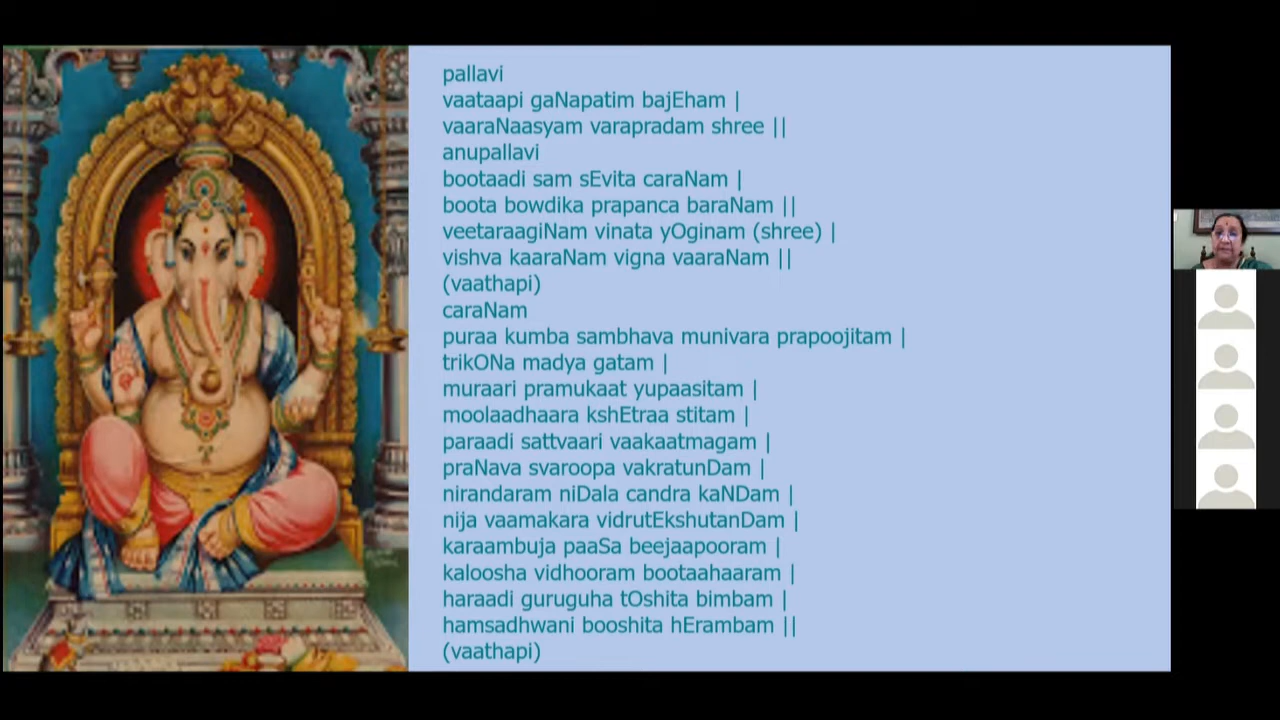 pallavi
vaataapi gaNapatim bajEham |
vaaraNaasyam varapradam shree ||
anupallavi
bootaadi sam sEvita caraNam |
boota bowdika prapanca baraNam ||
veetaraagiNam vinata yOginam (shree) |
vishva kaaraNam vigna vaaraNam ||
(vaathapi)
caraNam
puraa kumba sambhava munivara prapoojitam |
trikONa madya gatam |
muraari pramukaat yupaasitam |
moolaadhaara kshEtraa stitam |
paraadi sattvaari vaakaatmagam |
praNava svaroopa vakratunDam |
nirandaram niDala candra kaNDam |
nija vaamakara vidrutEkshutanDam |
karaambuja paaSa beejaapooram |
kaloosha vidhooram bootaahaaram |
haraadi guruguha tOshita bimbam |
hamsadhwani booshita hErambam ||
(vaathapi)